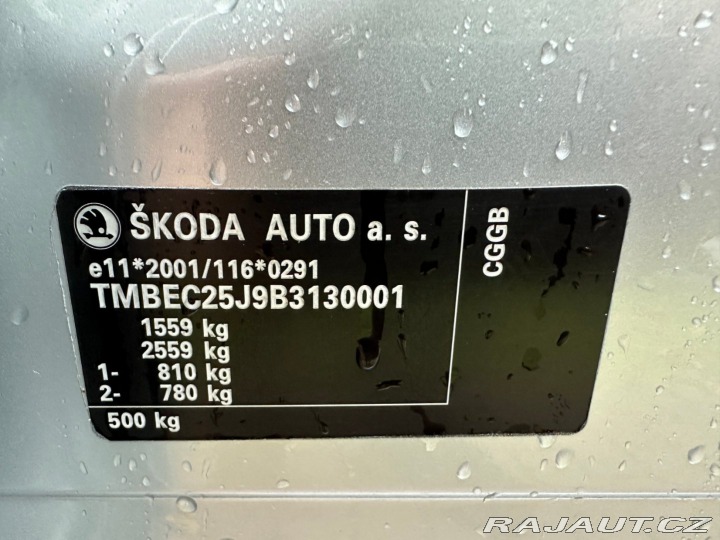 ŠKODA AUTO a. s.
e11*2001/116*0291
TMBEC25J9B3130001
1559 kg
2559 kg
1- 810 kg
2- 780 kg
500 kg
CGGB
RAJAUT.CZ